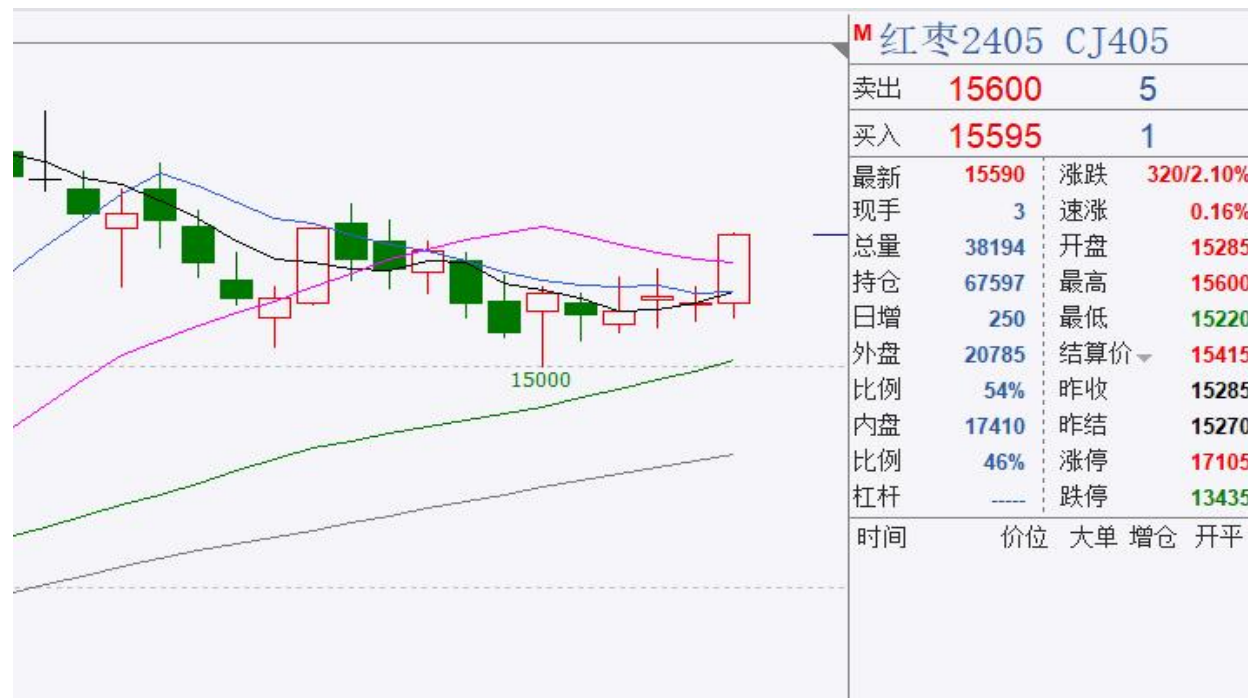 M 红枣2405 CJ405
卖出 15600 5
买入 15595 1
最新 15590 涨跌 320/2.10%
现手 3 速涨 0.16%
总量 38194 开盘 15285
持仓 67597 最高 15600
日增 250 最低 15220
外盘 20785 结算价 15415
比例 54% 昨收 15285
15000
内盘 17410 昨结 15270
比例 46% 涨停 17105
杠杆 ----- 跌停 13435
时间 价位 大单 增仓 开平